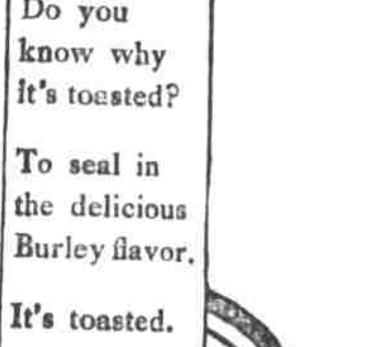 Do you
know why
it's toasted?
To seal in
the delicious
Burley flavor.
It's toasted.